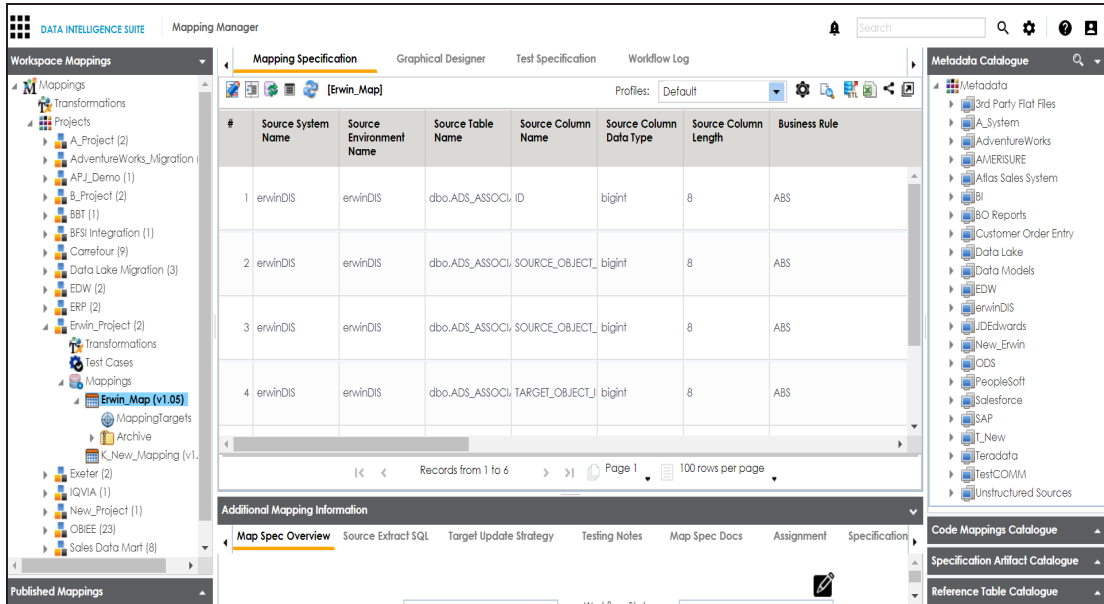 DATA INTELLIGENCE SUITE Mapping Manager Search
Workspace Mappings
Mappings
Transformations
Projects
A_Project (2)
AdventureWorks_Migration (
APJ_Demo (1)
B_Project (2)
BBT (1)
BFSI Integration (1)
Carrefour (9)
Data Lake Migration (3)
EDW (2)
ERP (2)
Erwin_Project (2)
Transformations
Test Cases
Mappings
Erwin_Map (v1.05)
MappingTargets
Archive
K_New_Mapping (v1.
Exeter (2)
IQVIA (1)
New_Project (1)
OBIEE (23)
Sales Data Mart (8)
Published Mappings
Mapping Specification Graphical Designer Test Specification Workflow Log
[Erwin_Map] Profiles: Default
# Source System Name Source Environment Name Source Table Name Source Column Name Source Column Data Type Source Column Length Business Rule
1 erwinDIS erwinDIS dbo.ADS_ASSOCI ID bigint 8 ABS
2 erwinDIS erwinDIS dbo.ADS_ASSOCI SOURCE_OBJECT_ bigint 8 ABS
3 erwinDIS erwinDIS dbo.ADS_ASSOCI SOURCE_OBJECT_ bigint 8 ABS
4 erwinDIS erwinDIS dbo.ADS_ASSOCI TARGET_OBJECT_I bigint 8 ABS
Records from 1 to 6 Page 1 100 rows per page
Additional Mapping Information
Map Spec Overview Source Extract SQL Target Update Strategy Testing Notes Map Spec Docs Assignment Specification
Metadata Catalogue
Metadata
3rd Party Flat Files
A_System
AdventureWorks
AMERISURE
Atlas Sales System
BI
BO Reports
Customer Order Entry
Data Lake
Data Models
EDW
erwinDIS
JDEdwards
New_Erwin
ODS
PeopleSoft
Salesforce
SAP
T_New
Teradata
TestCOMM
Unstructured Sources
Code Mappings Catalogue
Specification Artifact Catalogue
Reference Table Catalogue